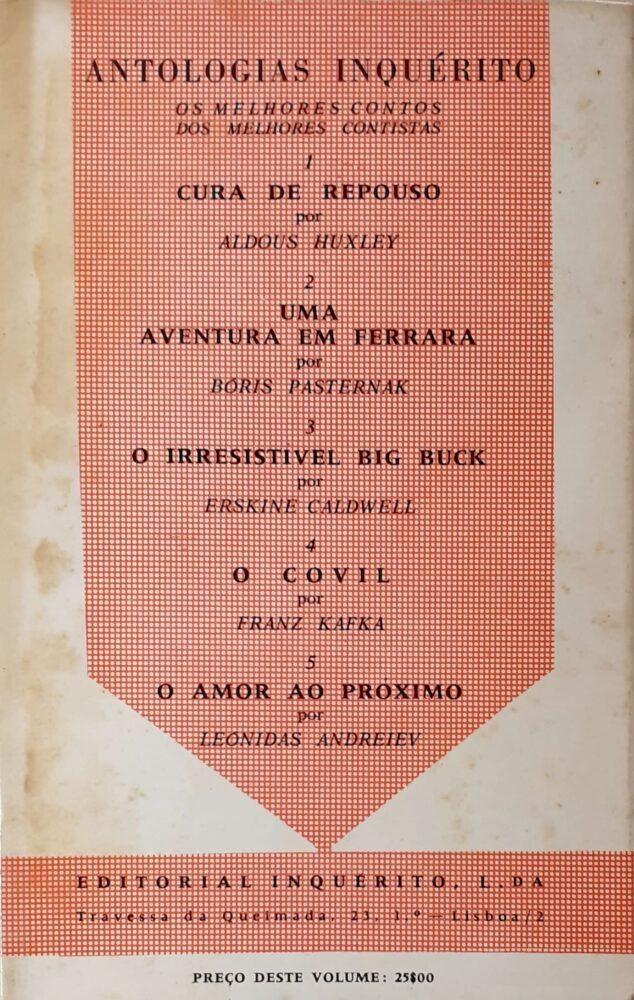 ANTOLOGIAS INQUÉRITO
OS MELHORES CONTOS
DOS MELHORES CONTISTAS
1
CURA DE REPOUSO
por
ALDOUS HUXLEY
2
UMA
AVENTURA EM FERRARA
por
BÓRIS PASTERNAK
3
O IRRESISTÍVEL BIG BUCK
por
ERSKINE CALDWELL
4
O COVIL
por
FRANZ KAFKA
5
O AMOR AO PRÓXIMO
por
LEONIDAS ANDREIEV
EDITORIAL INQUÉRITO, L.DA
Travessa da Queimada, 23, 1.º — Lisboa/2
PREÇO DESTE VOLUME: 25$00